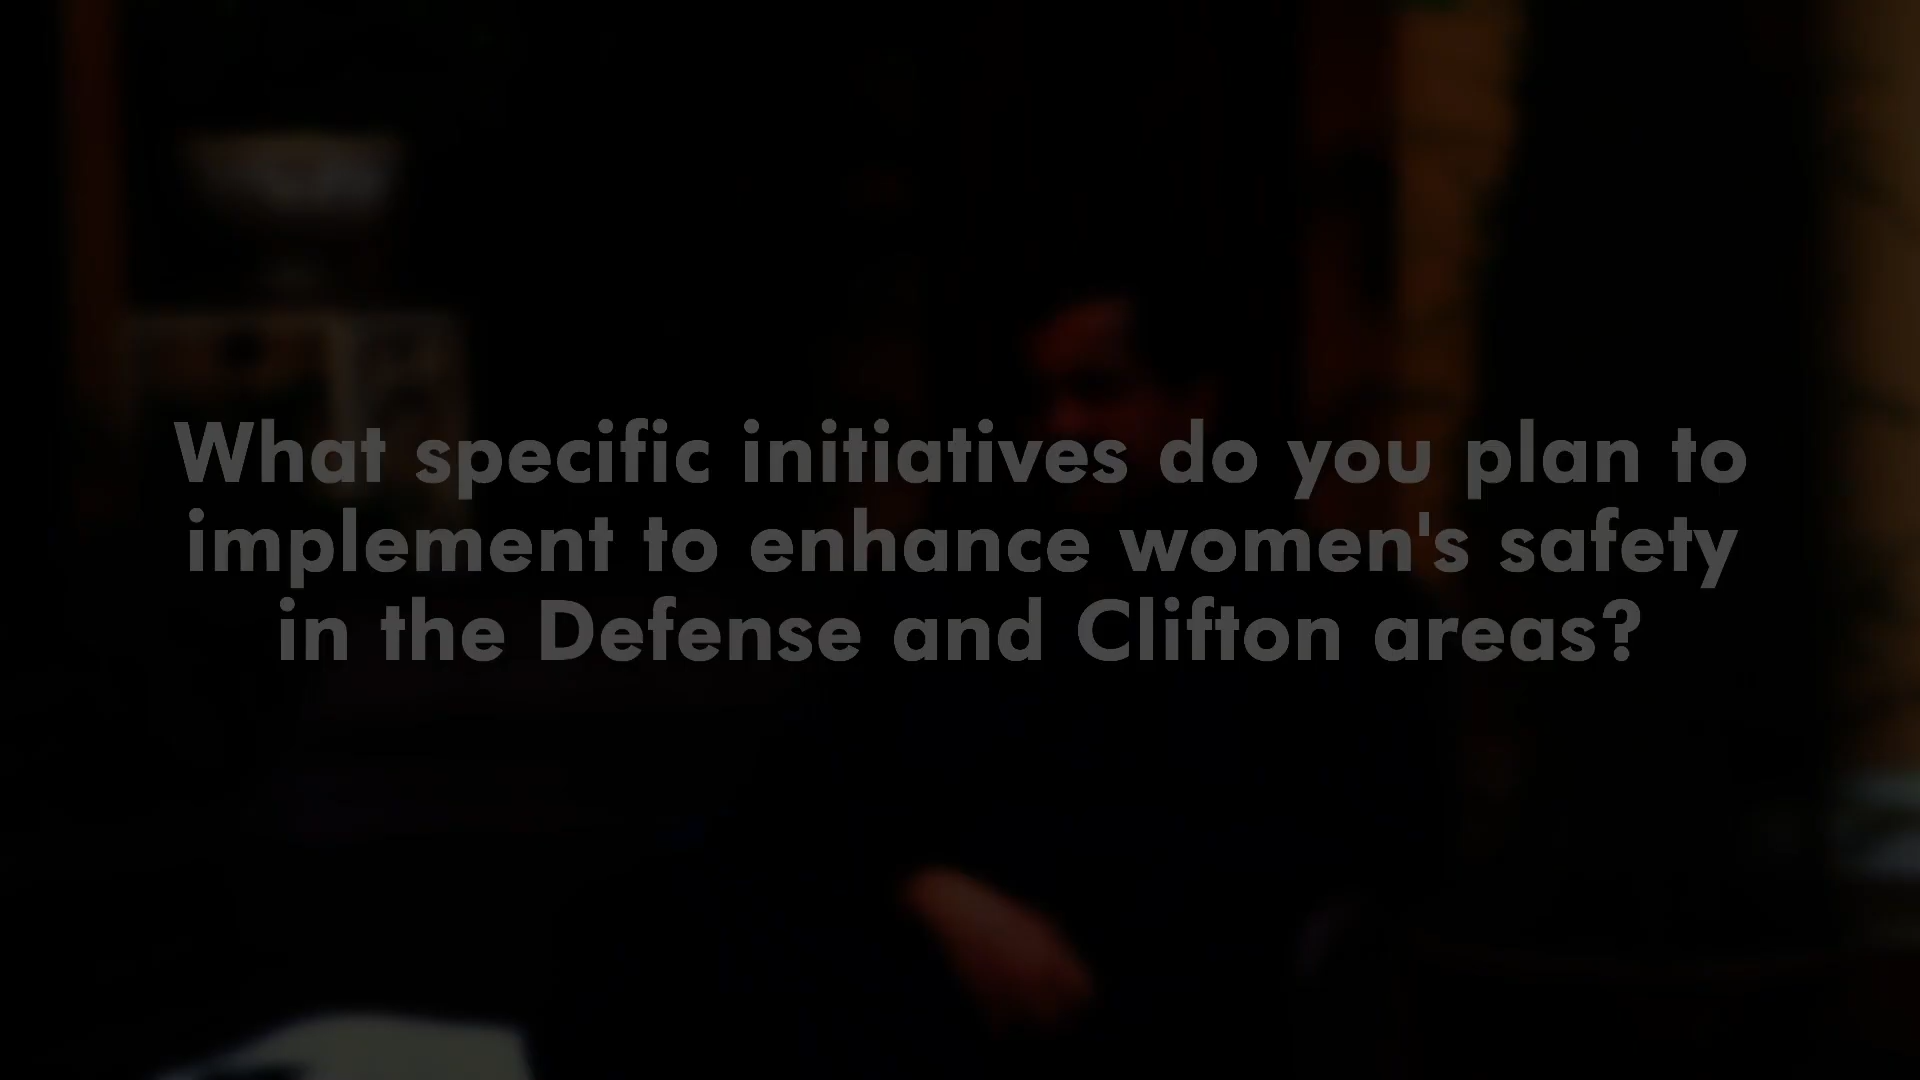 What specific initiatives do you plan to
implement to enhance women's safety
in the Defense and Clifton areas?